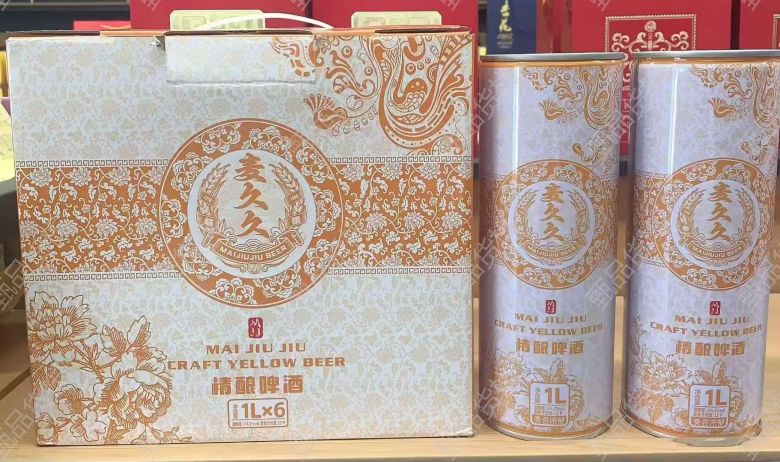 麦久久
MAIJIUJIU BEER
MAI JIU JIU
CRAFT YELLOW BEER
精酿啤酒
1L×6
麦久久
MAIJIUJIU BEER
MAI JIU JIU
CRAFT YELLOW BEER
精酿啤酒
1L
麦久久
MAIJIUJIU BEER
MAI JIU JIU
CRAFT YELLOW BEER
精酿啤酒
1L